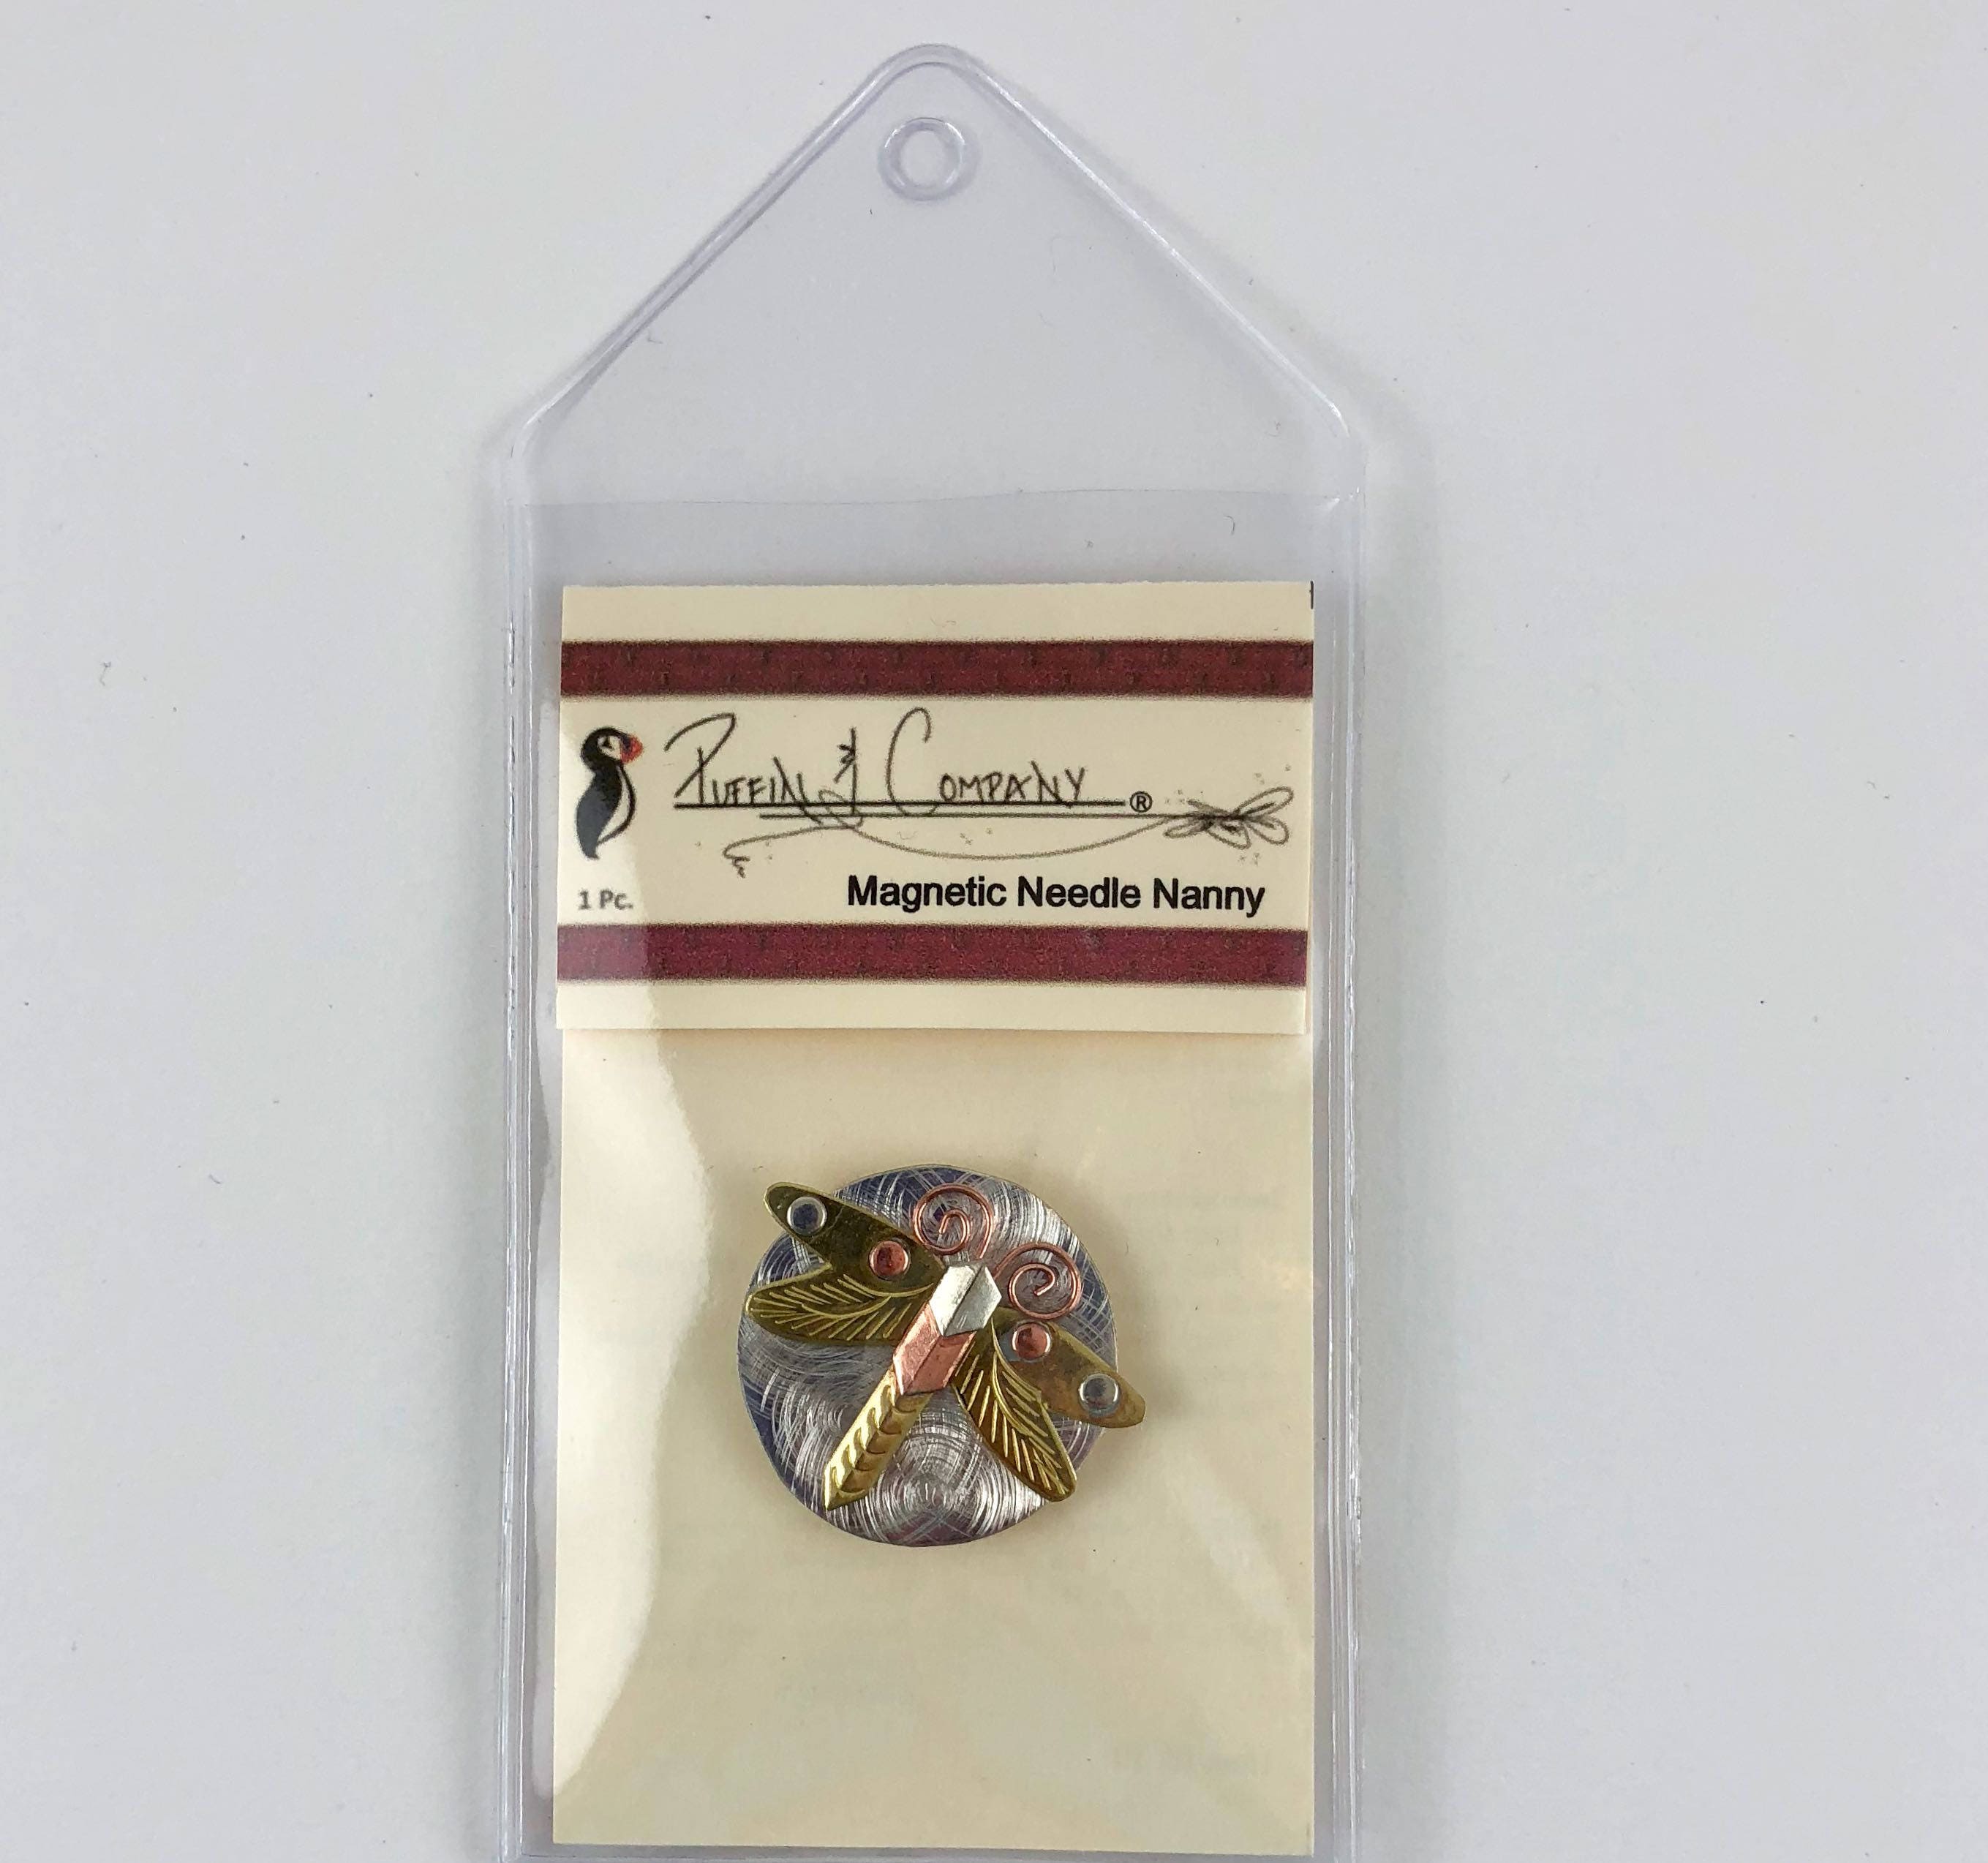 Puffin & Company®
1 Pc.
Magnetic Needle Nanny